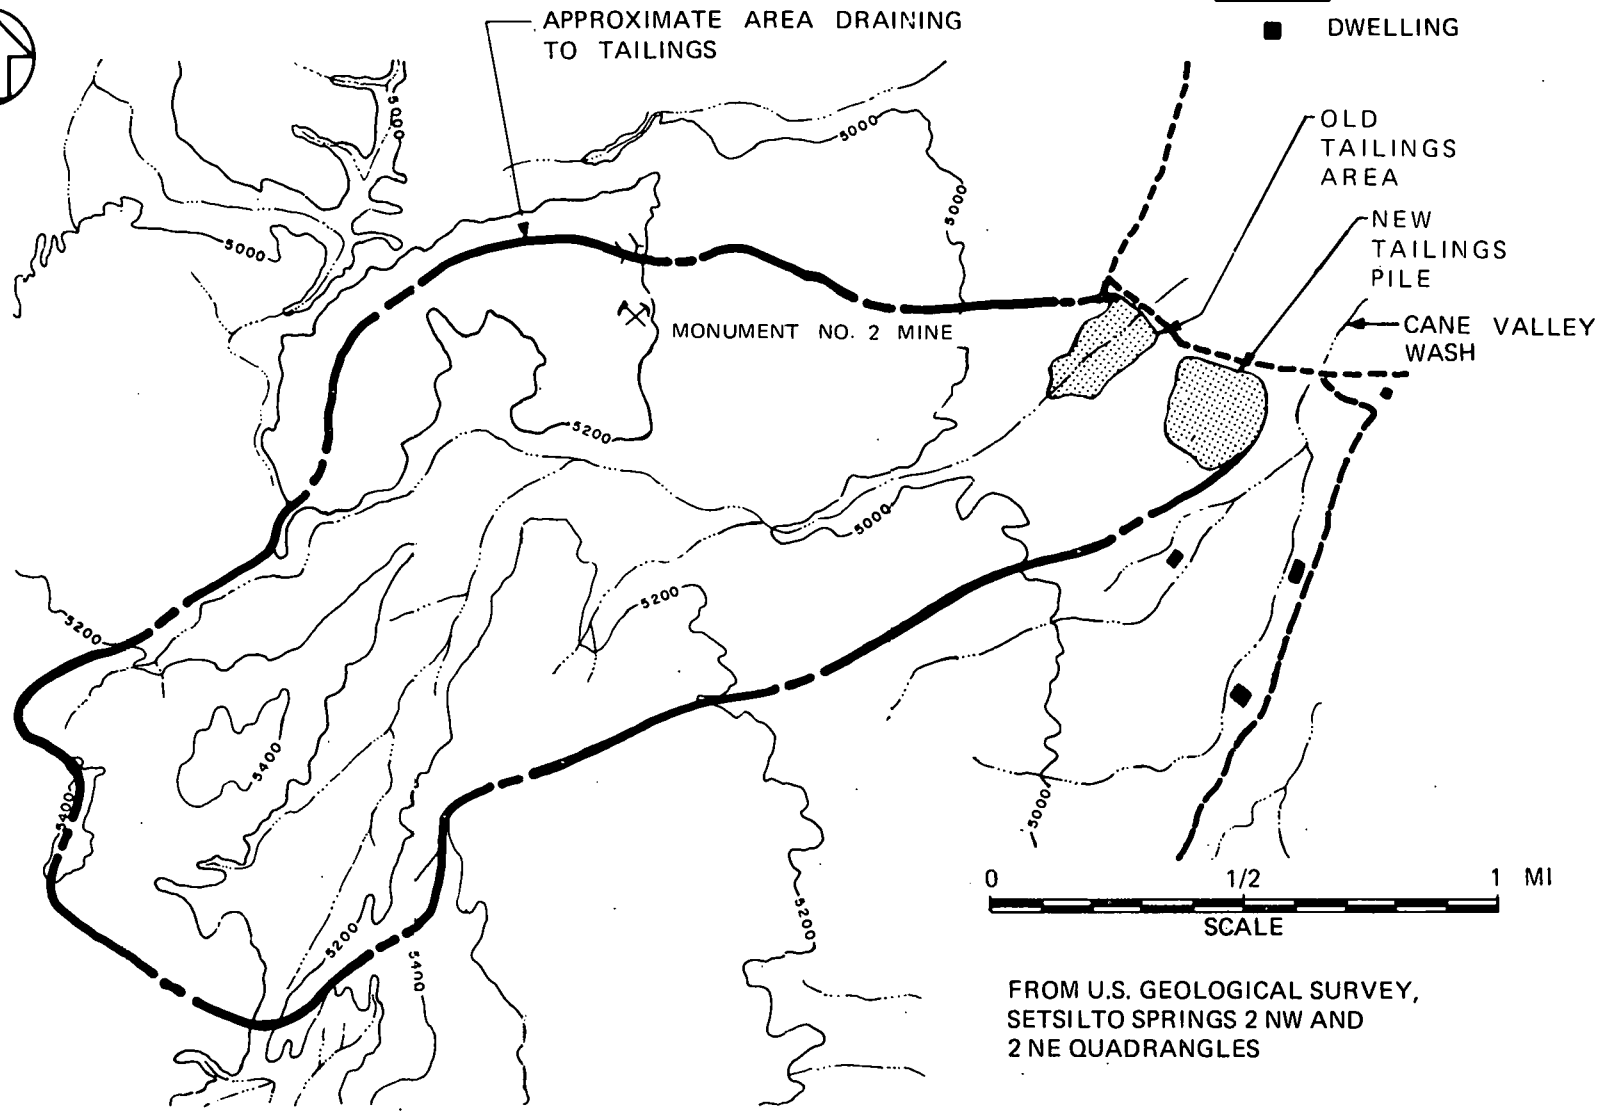 APPROXIMATE AREA DRAINING
TO TAILINGS
DWELLING
OLD
TAILINGS
AREA
NEW
TAILINGS
PILE
CANE VALLEY
WASH
MONUMENT NO. 2 MINE
5000
5000
5000
5000
5200
5000
5200
5200
5400
5400
5000
5200
5200
5400
0 1/2 1 MI
SCALE
FROM U.S. GEOLOGICAL SURVEY,
SETSILTO SPRINGS 2 NW AND
2 NE QUADRANGLES